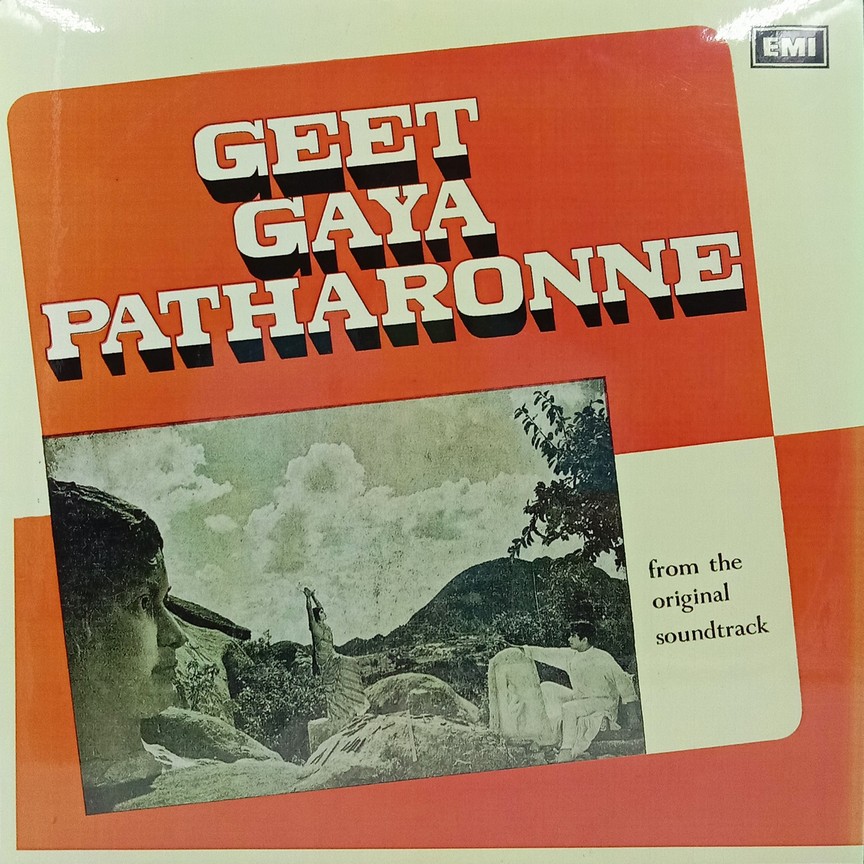 EMI
GEET
GAYA
PATHARONNE
from the
original
soundtrack